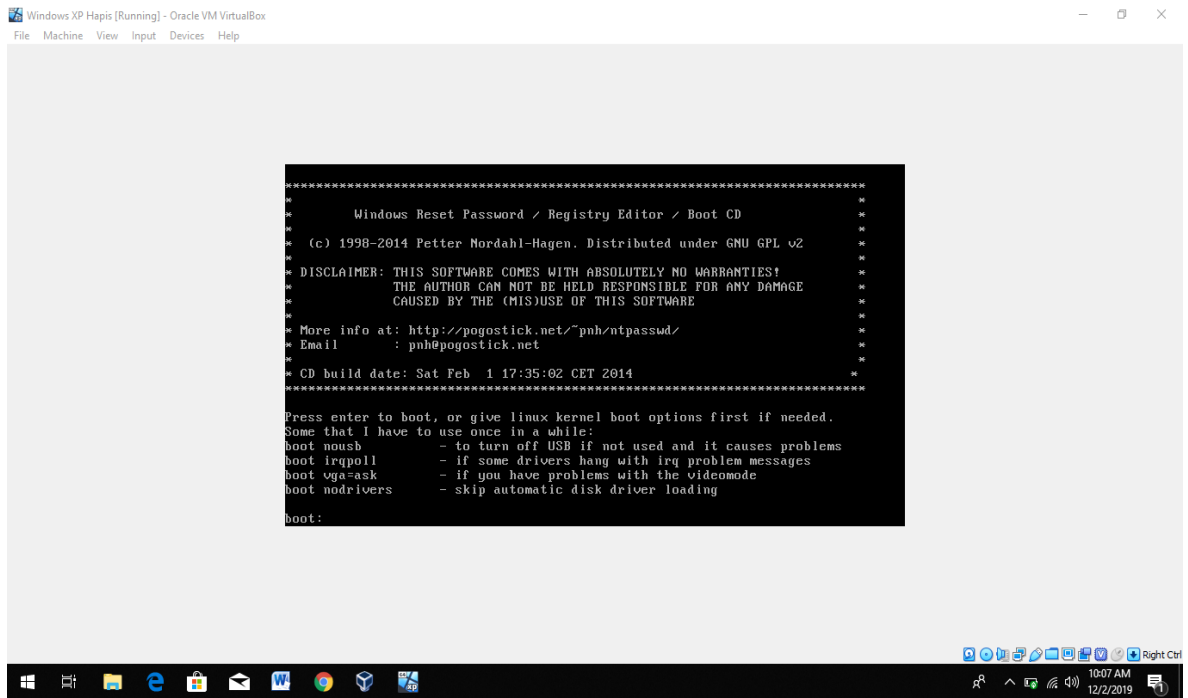 Windows XP Hapis [Running] - Oracle VM VirtualBox
File Machine View Input Devices Help
*******************************************************************************
* *
* Windows Reset Password / Registry Editor / Boot CD *
* *
* (c) 1998-2014 Petter Nordahl-Hagen. Distributed under GNU GPL v2 *
* *
* DISCLAIMER: THIS SOFTWARE COMES WITH ABSOLUTELY NO WARRANTIES! *
* THE AUTHOR CAN NOT BE HELD RESPONSIBLE FOR ANY DAMAGE *
* CAUSED BY THE (MIS)USE OF THIS SOFTWARE *
* *
* More info at: http://pogostick.net/~pnh/ntpasswd/ *
* Email : pnh@pogostick.net *
* *
* CD build date: Sat Feb 1 17:35:02 CET 2014 *
*******************************************************************************
Press enter to boot, or give linux kernel boot options first if needed.
Some that I have to use once in a while:
boot nousb - to turn off USB if not used and it causes problems
boot irqpoll - if some drivers hang with irq problem messages
boot vga=ask - if you have problems with the videomode
boot nodrivers - skip automatic disk driver loading
boot:
Right Ctrl
10:07 AM
12/2/2019
1